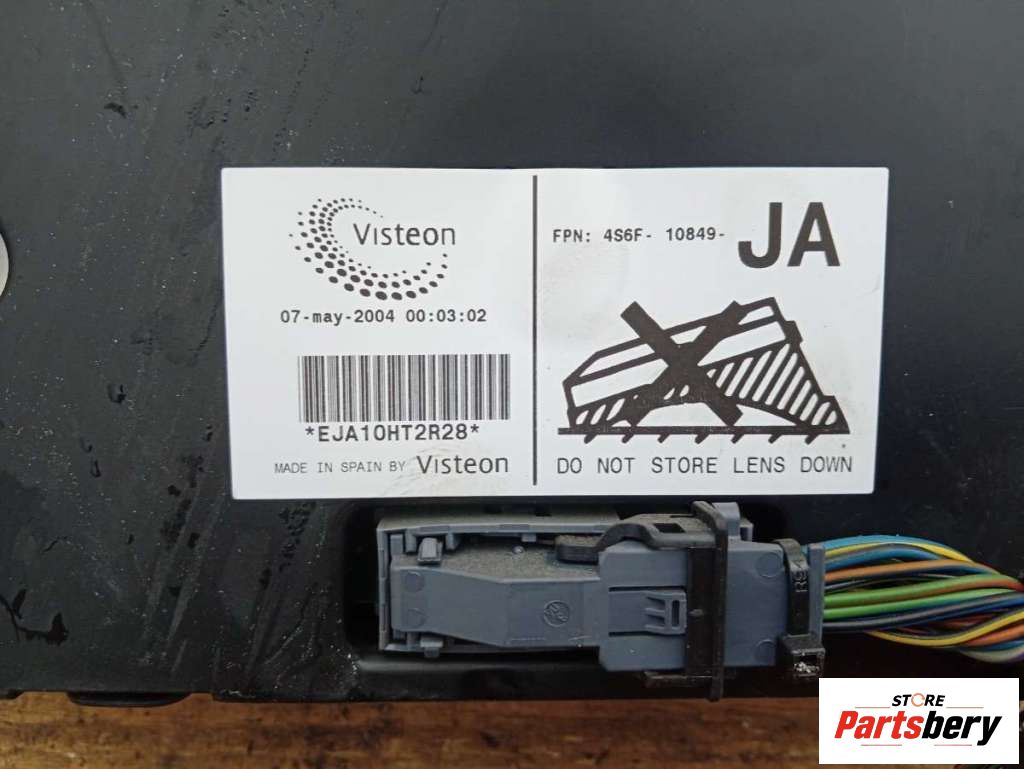 Visteon
07-may-2004 00:03:02
*EJA10HT2R28*
MADE IN SPAIN BY Visteon
FPN: 4S6F- 10849- JA
DO NOT STORE LENS DOWN
STORE
Partsbery